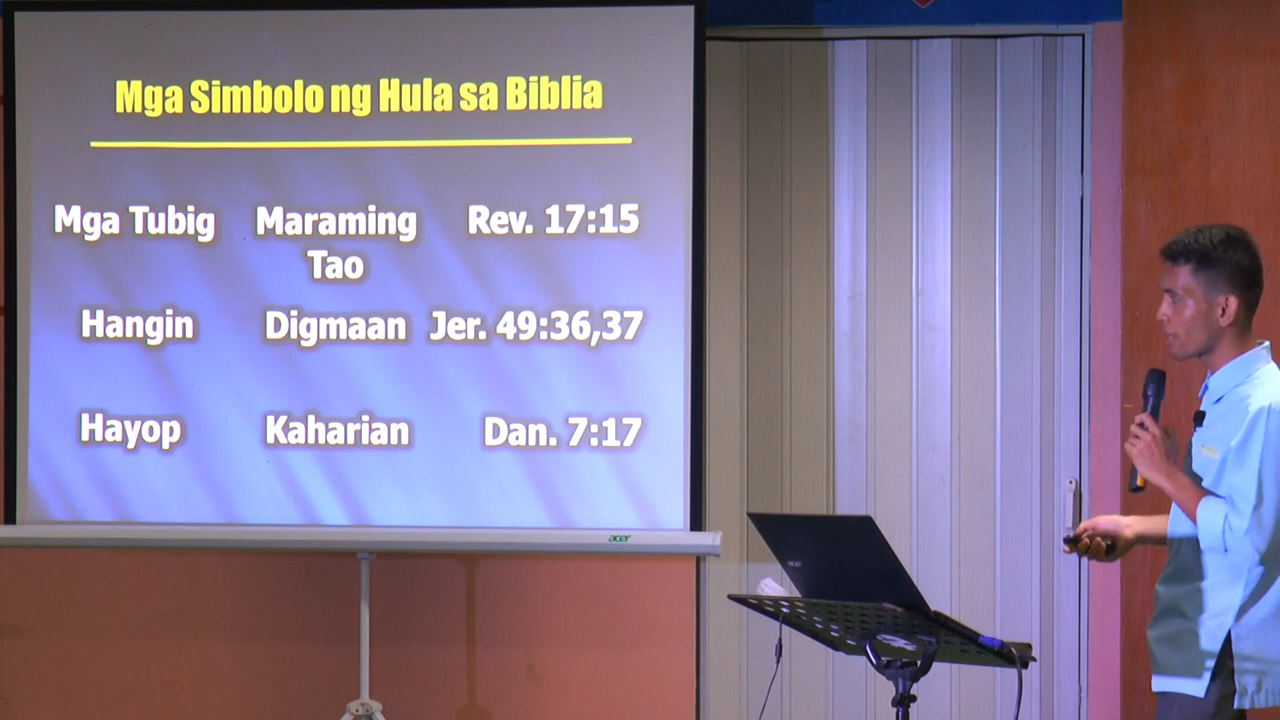 Mga Simbolo ng Hula sa Biblia
Mga Tubig Maraming Tao Rev. 17:15
Hangin Digmaan Jer. 49:36,37
Hayop Kaharian Dan. 7:17
acer